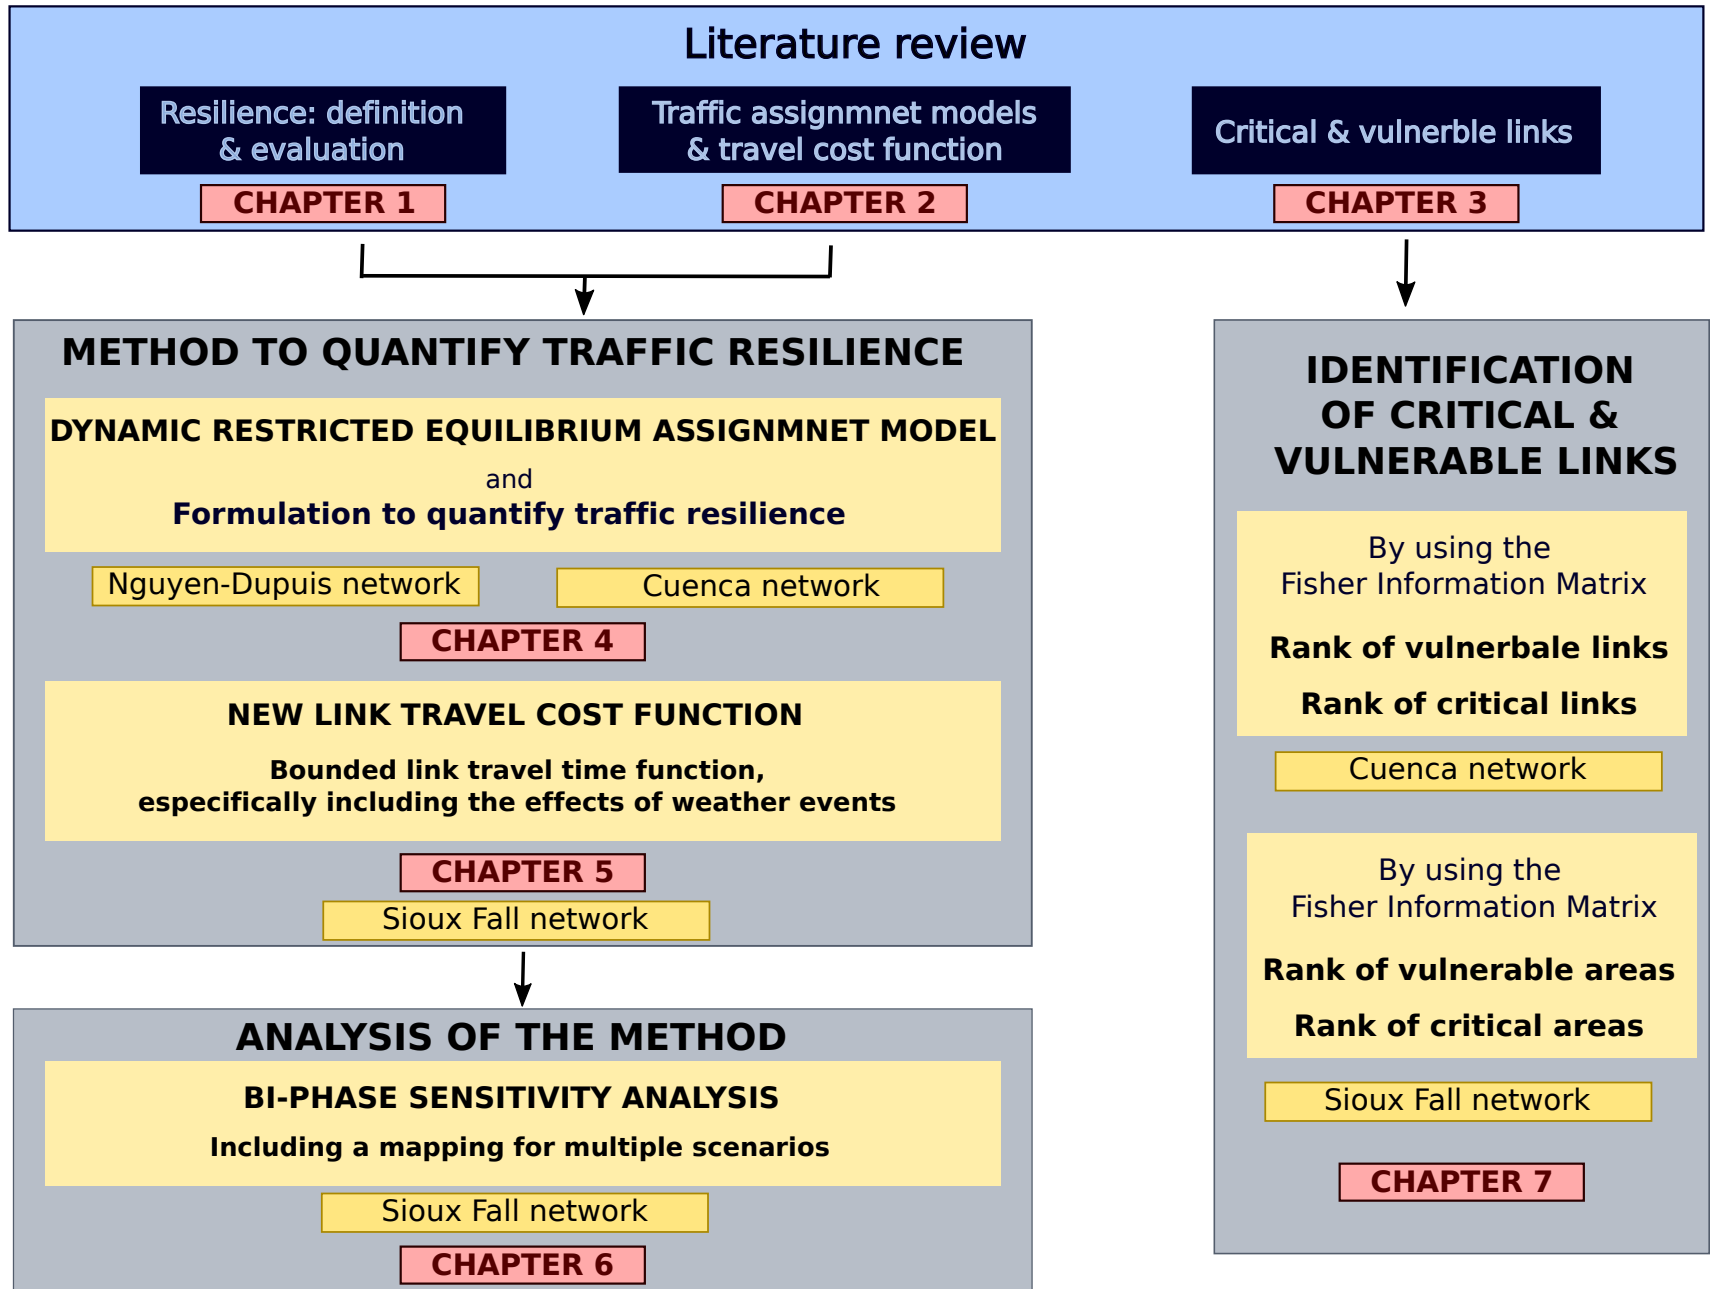 Literature review
Resilience: definition
& evaluation
CHAPTER 1
Traffic assignmnet models
& travel cost function
CHAPTER 2
Critical & vulnerble links
CHAPTER 3
METHOD TO QUANTIFY TRAFFIC RESILIENCE
DYNAMIC RESTRICTED EQUILIBRIUM ASSIGNMNET MODEL
and
Formulation to quantify traffic resilience
Nguyen-Dupuis network
Cuenca network
CHAPTER 4
NEW LINK TRAVEL COST FUNCTION
Bounded link travel time function,
especifically including the effects of weather events
CHAPTER 5
Sioux Fall network
ANALYSIS OF THE METHOD
BI-PHASE SENSITIVITY ANALYSIS
Including a mapping for multiple scenarios
Sioux Fall network
CHAPTER 6
IDENTIFICATION
OF CRITICAL &
VULNERABLE LINKS
By using the
Fisher Information Matrix
Rank of vulnerbale links
Rank of critical links
Cuenca network
By using the
Fisher Information Matrix
Rank of vulnerable areas
Rank of critical areas
Sioux Fall network
CHAPTER 7